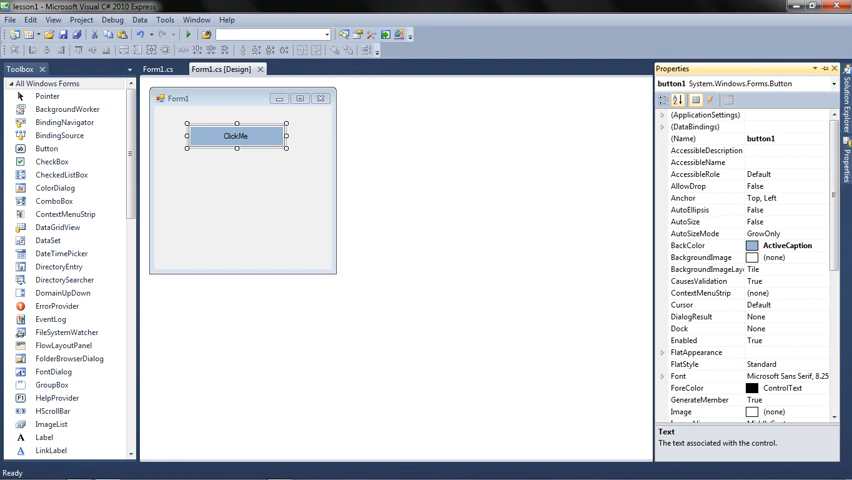 lesson1 - Microsoft Visual C# 2010 Express
File Edit View Project Debug Data Tools Window Help
Toolbox
Form1.cs Form1.cs [Design]
Properties
All Windows Forms
Pointer
BackgroundWorker
BindingNavigator
BindingSource
Button
CheckBox
CheckedListBox
ColorDialog
ComboBox
ContextMenuStrip
DataGridView
DataSet
DateTimePicker
DirectoryEntry
DirectorySearcher
DomainUpDown
ErrorProvider
EventLog
FileSystemWatcher
FlowLayoutPanel
FolderBrowserDialog
FontDialog
GroupBox
HelpProvider
HScrollBar
ImageList
Label
LinkLabel
Form1
ClickMe
button1 System.Windows.Forms.Button
(ApplicationSettings)
(DataBindings)
(Name) button1
AccessibleDescription
AccessibleName
AccessibleRole Default
AllowDrop False
Anchor Top, Left
AutoEllipsis False
AutoSize False
AutoSizeMode GrowOnly
BackColor ActiveCaption
BackgroundImage (none)
BackgroundImageLay Tile
CausesValidation True
ContextMenuStrip (none)
Cursor Default
DialogResult None
Dock None
Enabled True
FlatAppearance
FlatStyle Standard
Font Microsoft Sans Serif, 8.25
ForeColor ControlText
GenerateMember True
Image (none)
Text
The text associated with the control.
Solution Explorer
Properties
Ready